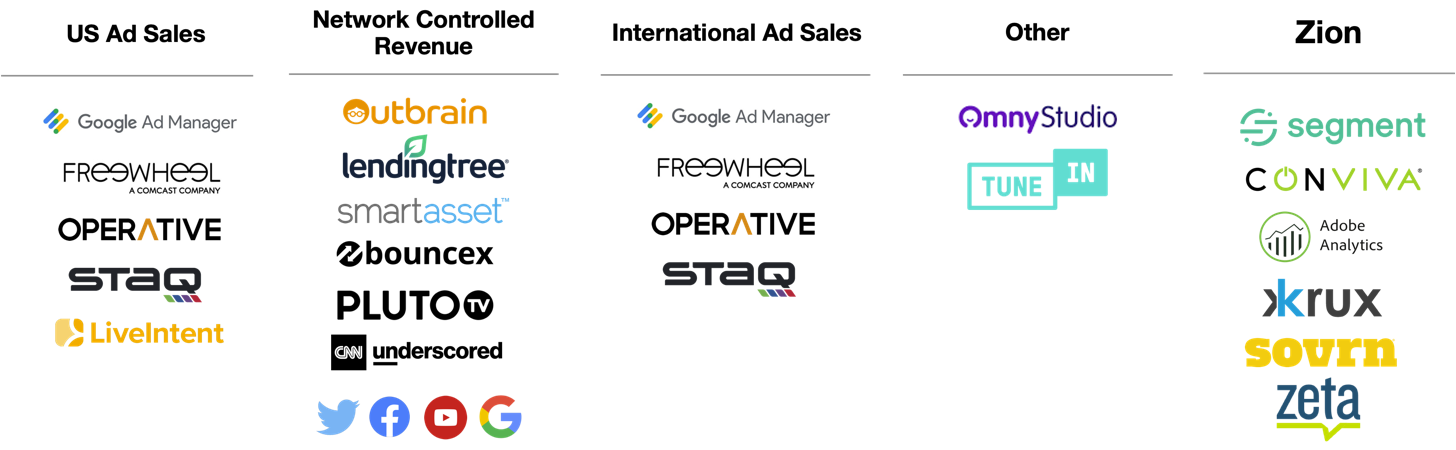 US Ad Sales
Google Ad Manager
FREEWHEEL
A COMCAST COMPANY
OPERATIVE
STAQ
LiveIntent
Network Controlled
Revenue
Outbrain
lendingtree®
smartasset™
bouncex
PLUTO TV
CNN underscored
International Ad Sales
Google Ad Manager
FREEWHEEL
A COMCAST COMPANY
OPERATIVE
STAQ
Other
OmnyStudio
TUNE IN
Zion
segment
CONVIVA®
Adobe
Analytics
krux
sovrn
zeta